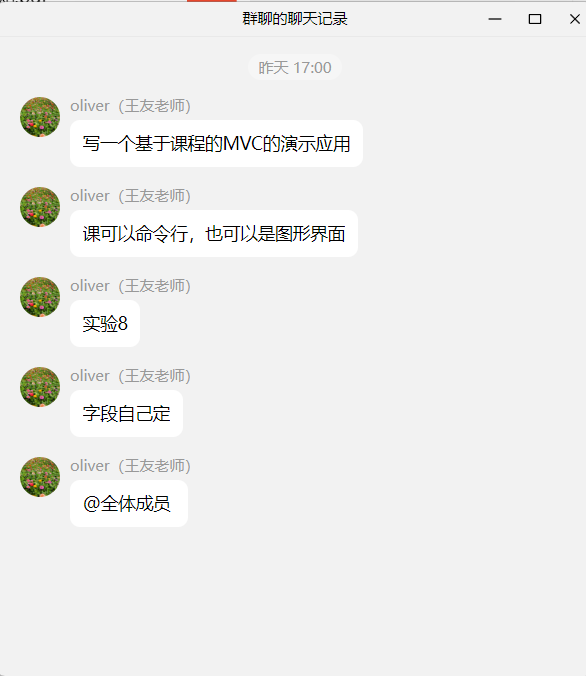 群聊的聊天记录
昨天 17:00
oliver（王友老师）
写一个基于课程的MVC的演示应用
oliver（王友老师）
课可以命令行，也可以是图形界面
oliver（王友老师）
实验8
oliver（王友老师）
字段自己定
oliver（王友老师）
@全体成员